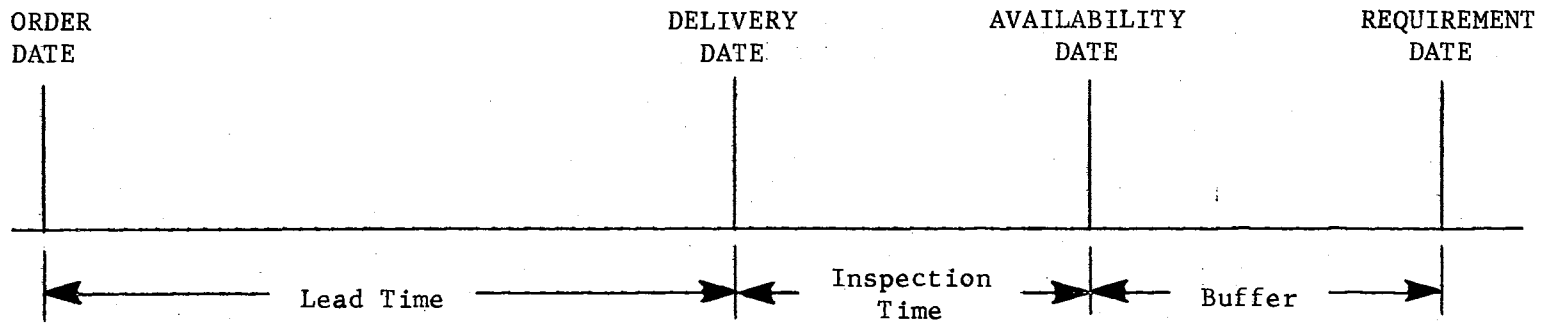 ORDER
DATE
DELIVERY
DATE
AVAILABILITY
DATE
REQUIREMENT
DATE
Lead Time
Inspection
Time
Buffer